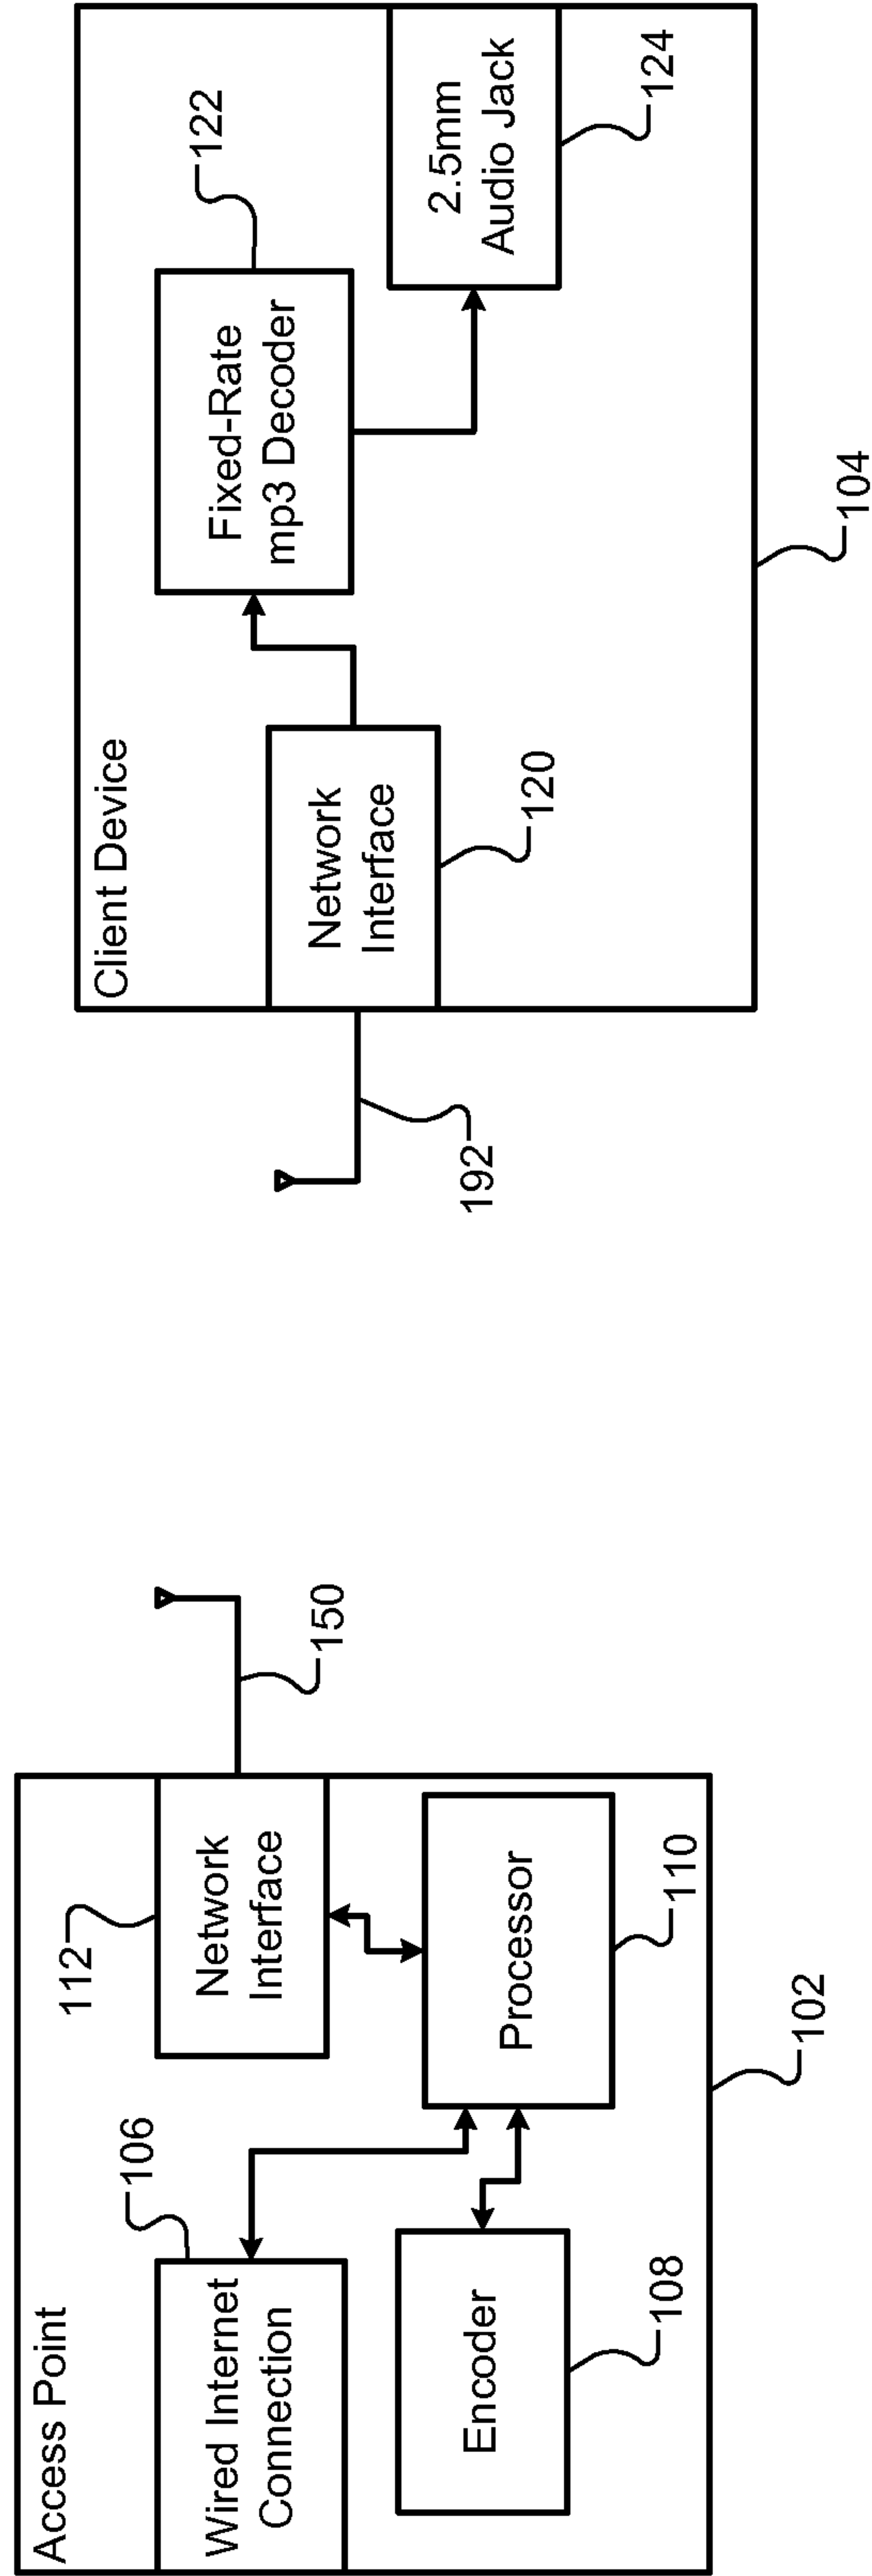 Access Point
Wired Internet
Connection
106
Encoder
108
112
Network
Interface
Processor
110
102
150
Client Device
192
Network
Interface
120
Fixed-Rate
mp3 Decoder
122
2.5mm
Audio Jack
124
104